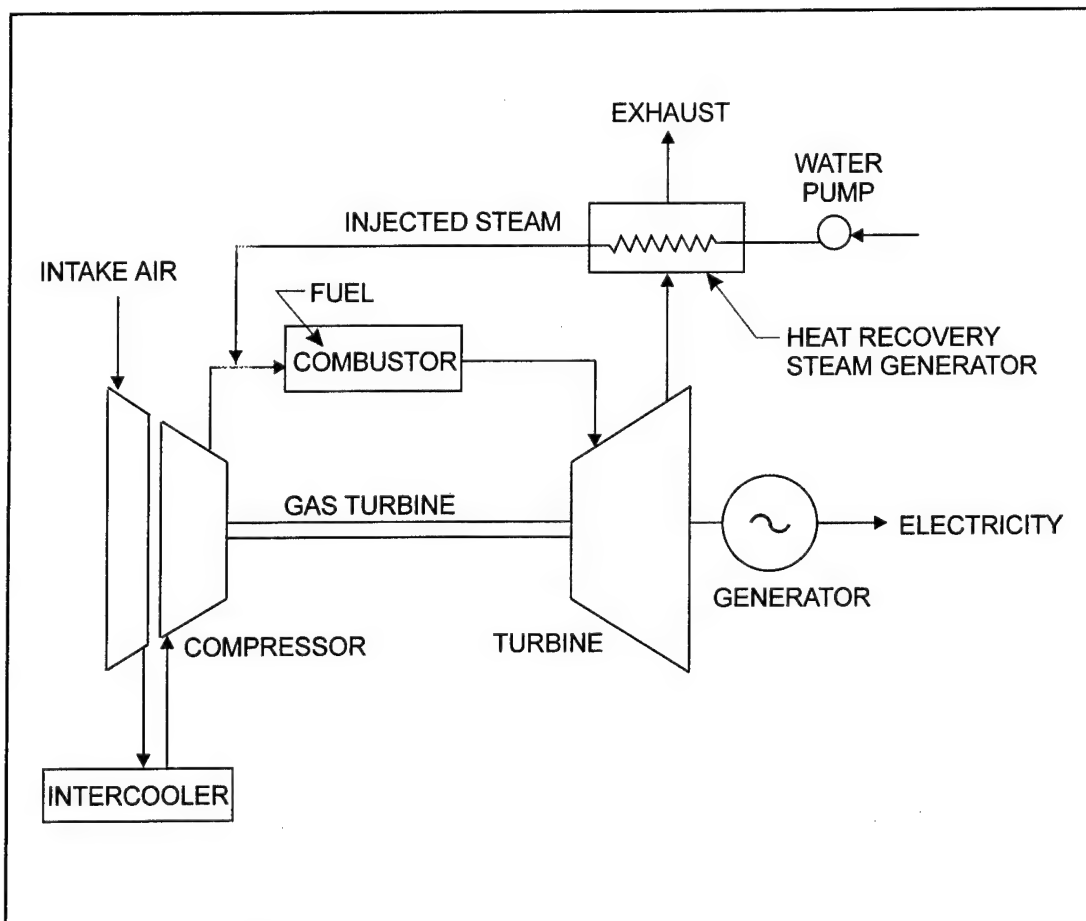 EXHAUST
WATER
PUMP
INJECTED STEAM
INTAKE AIR
FUEL
COMBUSTOR
HEAT RECOVERY
STEAM GENERATOR
GAS TURBINE
ELECTRICITY
GENERATOR
COMPRESSOR
TURBINE
INTERCOOLER